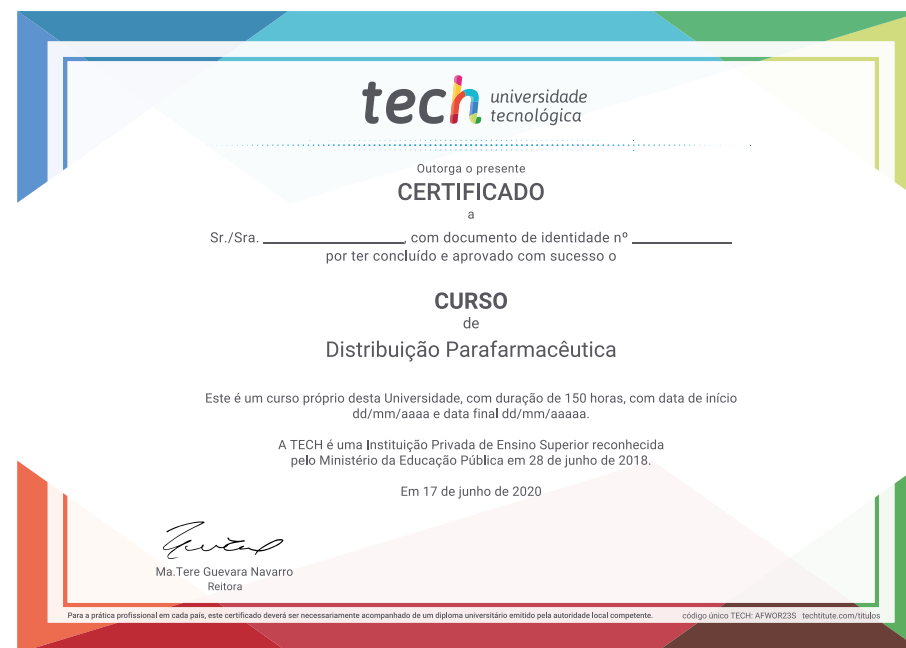 tech universidade
tecnológica
Outorga o presente
CERTIFICADO
a
Sr./Sra. ____________________, com documento de identidade nº ______________
por ter concluído e aprovado com sucesso o
CURSO
de
Distribuição Parafarmacêutica
Este é um curso próprio desta Universidade, com duração de 150 horas, com data de início
dd/mm/aaaa e data final dd/mm/aaaaa.
A TECH é uma Instituição Privada de Ensino Superior reconhecida
pelo Ministério da Educação Pública em 28 de junho de 2018.
Em 17 de junho de 2020
Ma.Tere Guevara Navarro
Reitora
Para a prática profissional em cada país, este certificado deverá ser necessariamente acompanhado de um diploma universitário emitido pela autoridade local competente. código único TECH: AFWOR23S techtitute.com/titulos